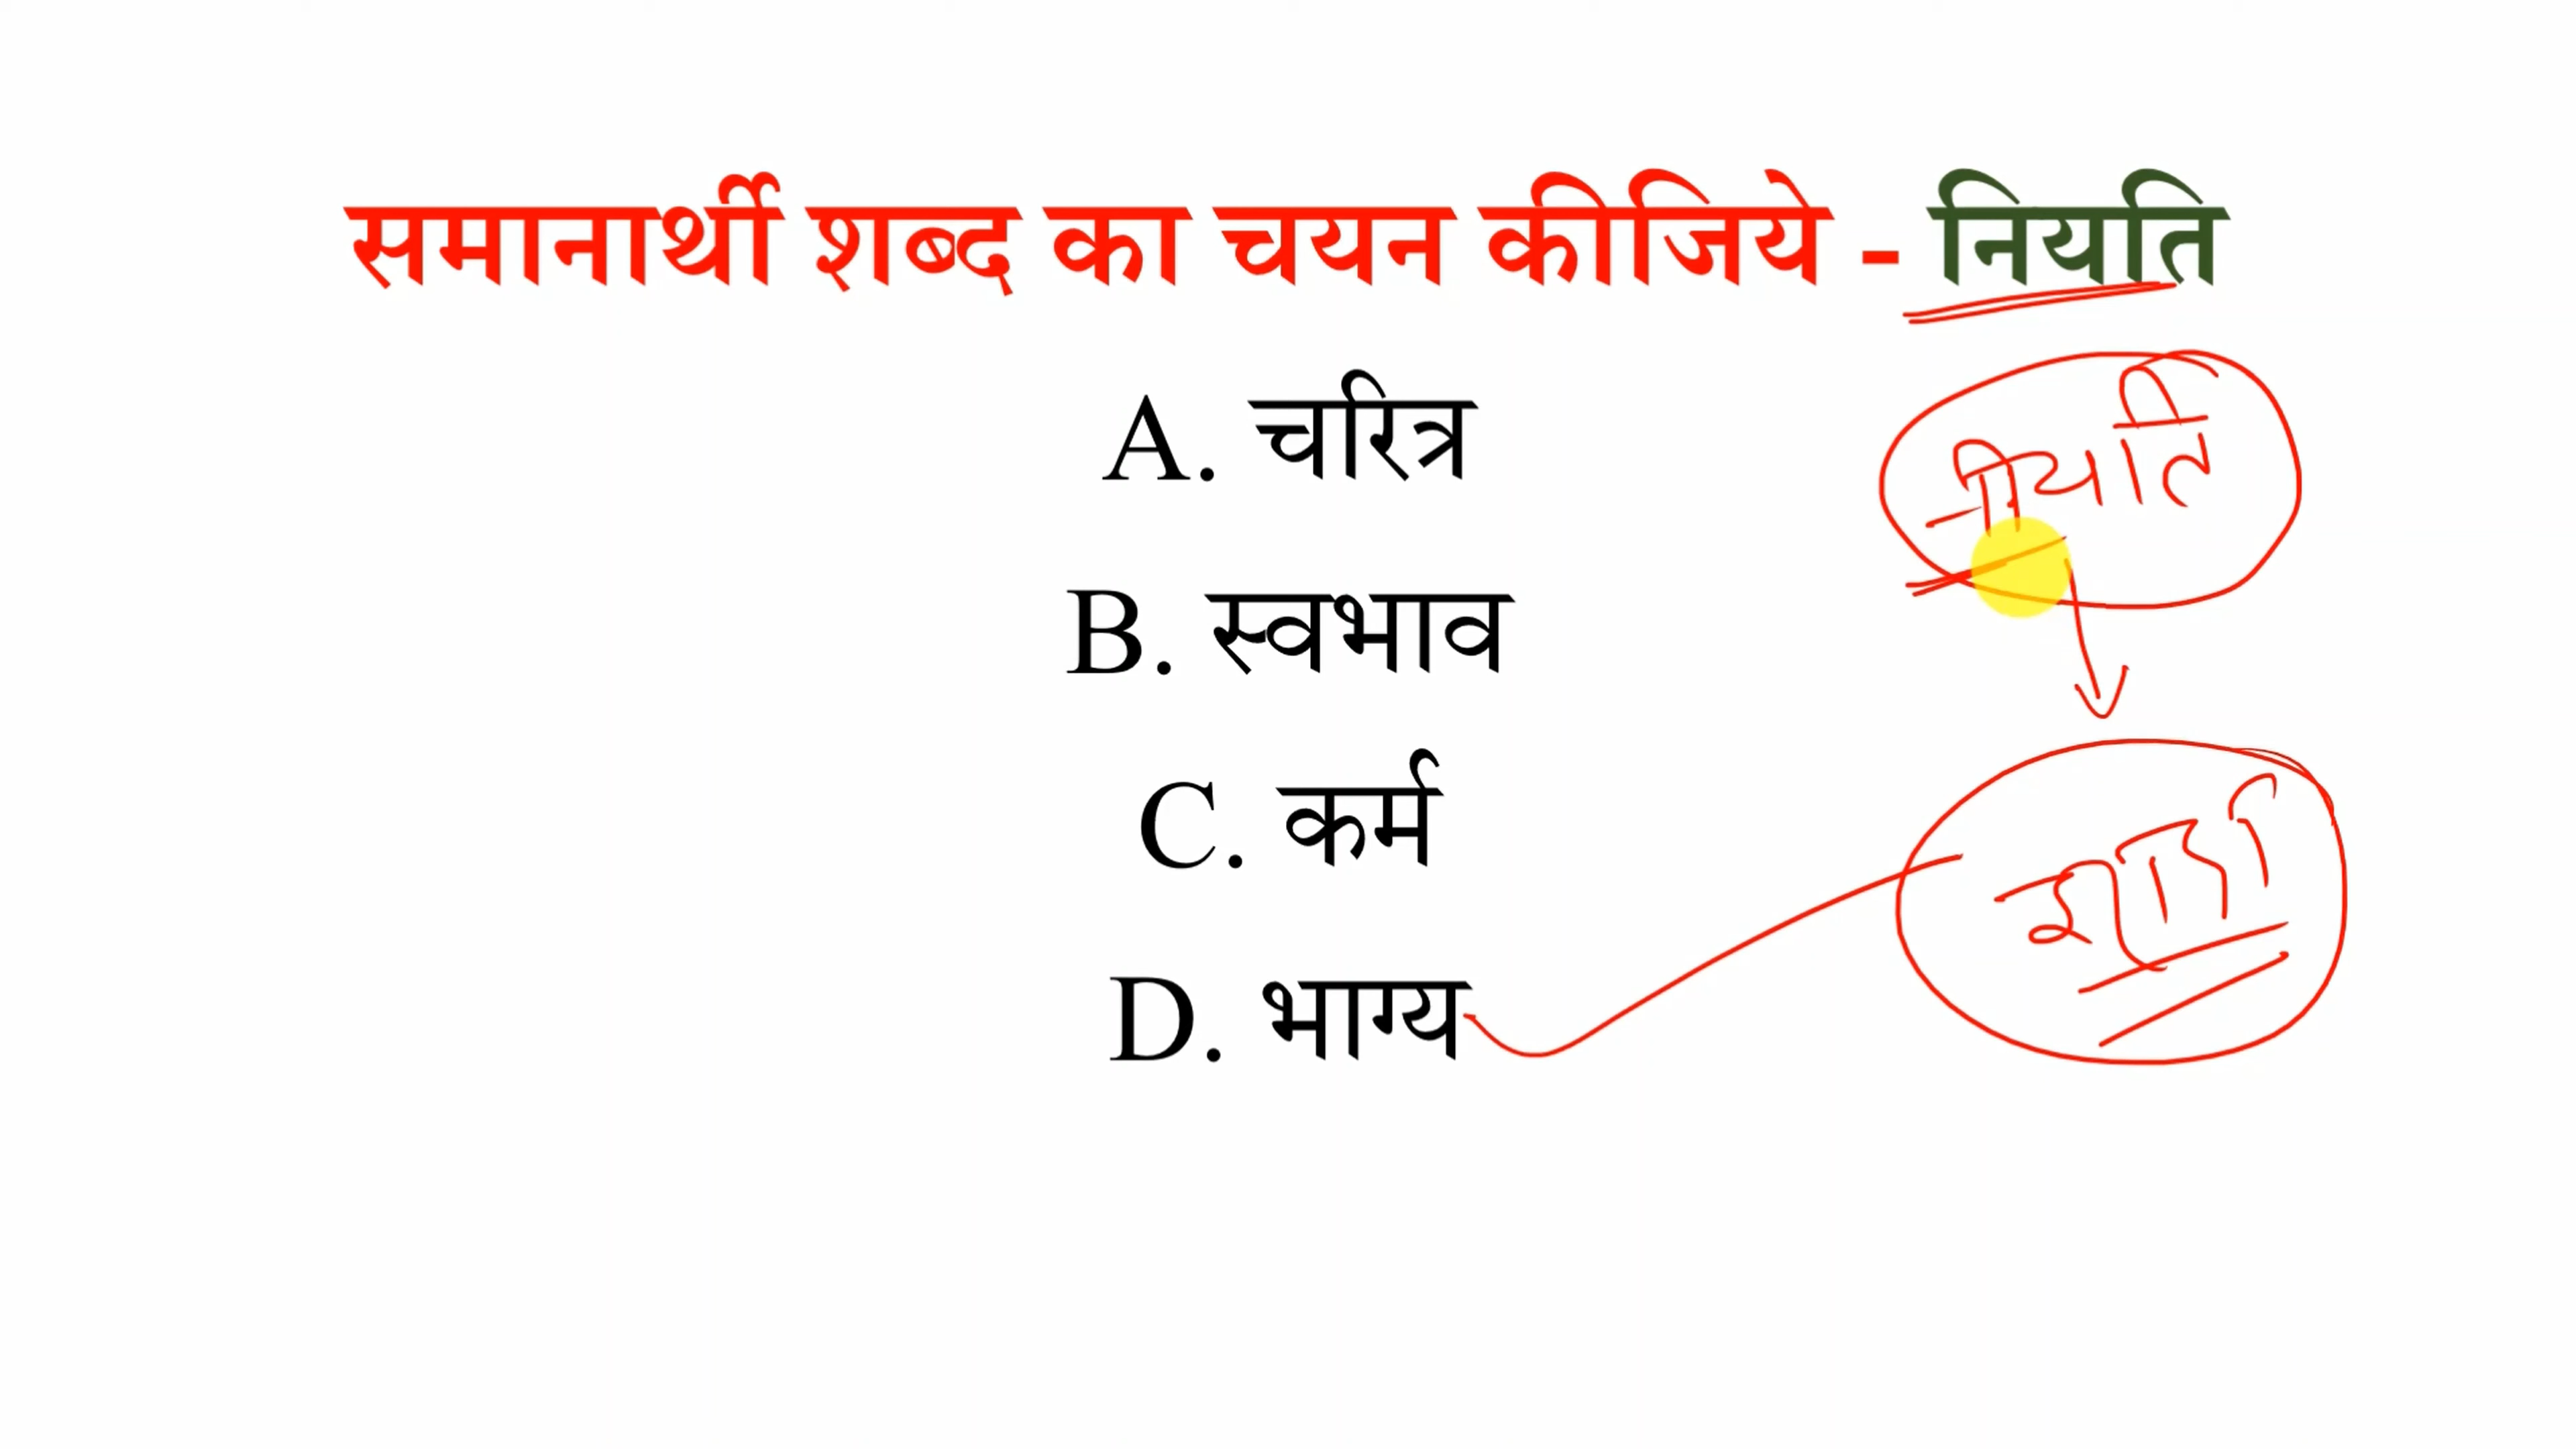 समानार्थी शब्द का चयन कीजिये - नियति
A. चरित्र
नीयति
B. स्वभाव
C. कर्म
D. भाग्य